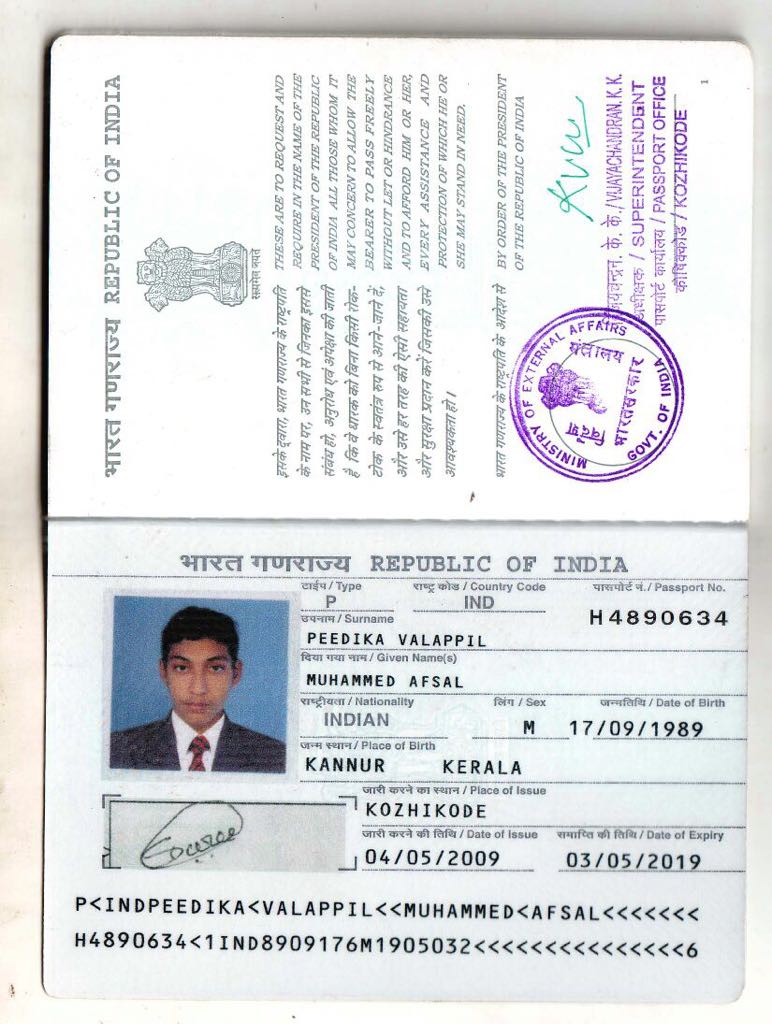 भारत गणराज्य REPUBLIC OF INDIA
सत्यमेव जयते
इसके द्वारा, भारत गणराज्य के राष्ट्रपति
के नाम पर, उन सभी से जिनका इससे
संबंध हो, अनुरोध एवं अपेक्षा की जाती
है कि वे धारक को बिना किसी रोक-
टोक के स्वतंत्र रूप से आने-जाने दें,
और उसे हर तरह की ऐसी सहायता
और सुरक्षा प्रदान करें जिसकी उसे
आवश्यकता हो।
THESE ARE TO REQUEST AND
REQUIRE IN THE NAME OF THE
PRESIDENT OF THE REPUBLIC
OF INDIA ALL THOSE WHOM IT
MAY CONCERN TO ALLOW THE
BEARER TO PASS FREELY
WITHOUT LET OR HINDRANCE
AND TO AFFORD HIM OR HER,
EVERY ASSISTANCE AND
PROTECTION OF WHICH HE OR
SHE MAY STAND IN NEED.
भारत गणराज्य के राष्ट्रपति के आदेश से
BY ORDER OF THE PRESIDENT
OF THE REPUBLIC OF INDIA
MINISTRY OF EXTERNAL AFFAIRS
विदेश मंत्रालय
भारत सरकार
GOVT. OF INDIA
के. के./VIJAYACHANDRAN.K.K.
अधीक्षक / SUPERINTENDENT
पासपोर्ट कार्यालय / PASSPORT OFFICE
कोषिक्कोड / KOZHIKODE
1
भारत गणराज्य REPUBLIC OF INDIA
टाईप / Type राष्ट्र कोड / Country Code पासपोर्ट नं. / Passport No.
P IND H4890634
उपनाम / Surname
PEEDIKA VALAPPIL
दिया गया नाम / Given Name(s)
MUHAMMED AFSAL
राष्ट्रीयता / Nationality लिंग / Sex जन्मतिथि / Date of Birth
INDIAN M 17/09/1989
जन्म स्थान / Place of Birth
KANNUR KERALA
जारी करने का स्थान / Place of Issue
KOZHIKODE
जारी करने की तिथि / Date of Issue समाप्ति की तिथि / Date of Expiry
04/05/2009 03/05/2019
P<INDPEEDIKA<VALAPPIL<<MUHAMMED<AFSAL<<<<<<<
H4890634<1IND8909176M1905032<<<<<<<<<<<<<<<6